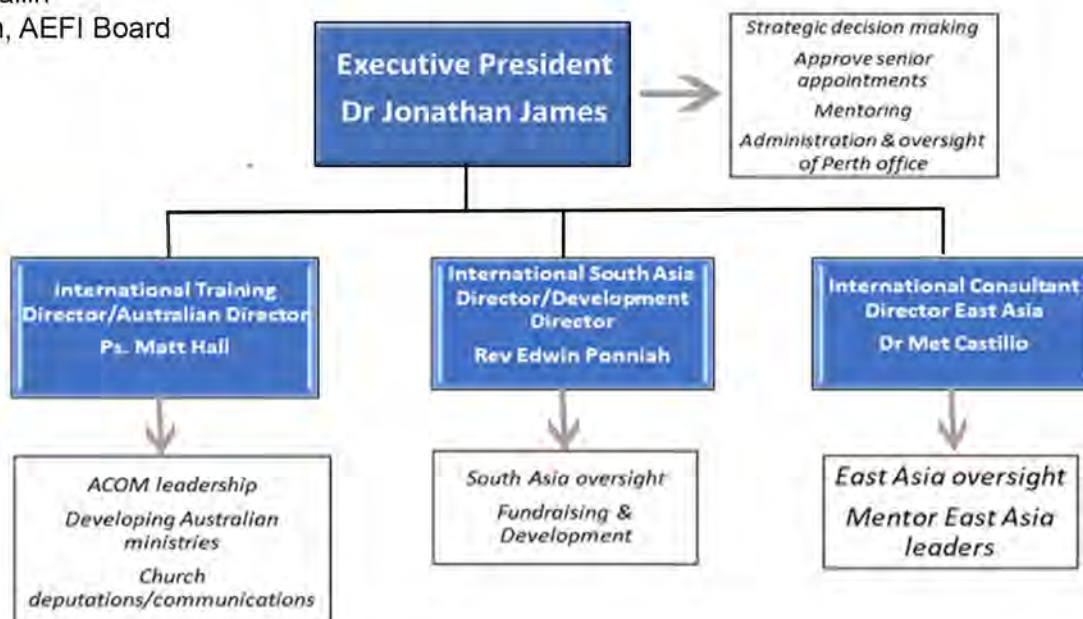 AEFI Board
Executive President
Dr Jonathan James
Strategic decision making
Approve senior
appointments
Mentoring
Administration & oversight
of Perth office
International Training
Director/Australian Director
Ps. Matt Hall
International South Asia
Director/Development
Director
Rev Edwin Ponniah
International Consultant
Director East Asia
Dr Met Castillo
ACOM leadership
Developing Australian
ministries
Church
deputations/communications
South Asia oversight
Fundraising &
Development
East Asia oversight
Mentor East Asia
leaders